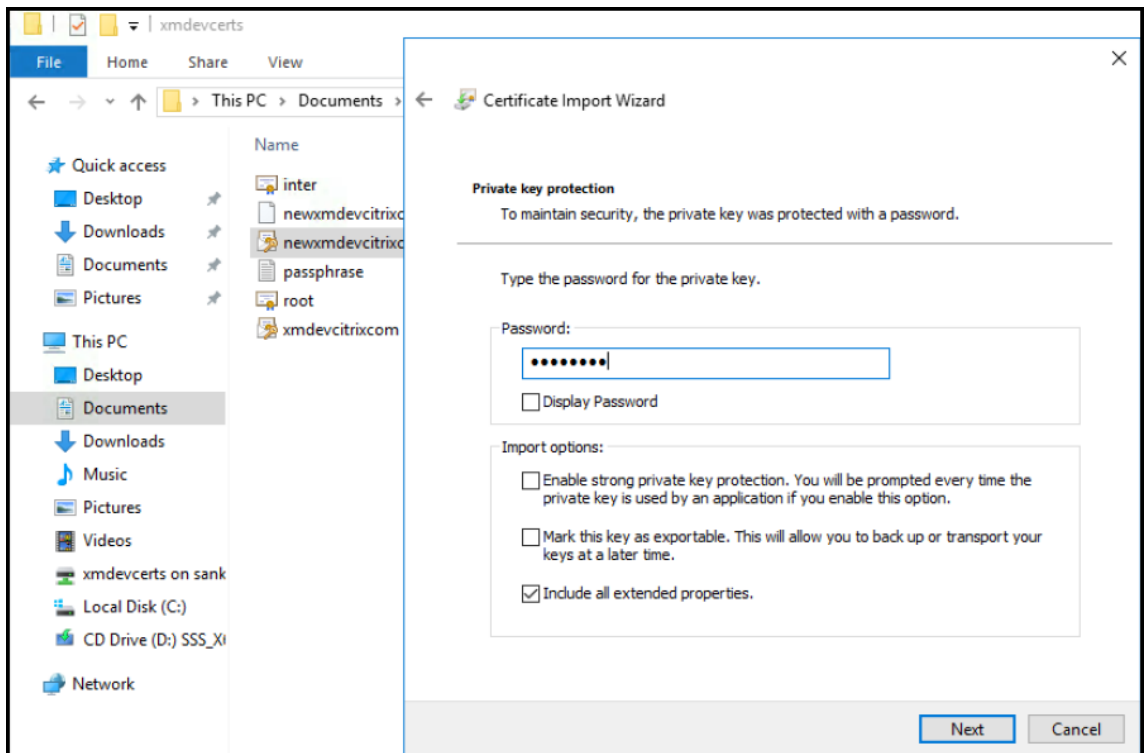 xmdevcerts
File Home Share View
This PC > Documents >
Name
Quick access
Desktop
Downloads
Documents
Pictures
This PC
Desktop
Documents
Downloads
Music
Pictures
Videos
xmdevcerts on sank
Local Disk (C:)
CD Drive (D:) SSS_X
Network
inter
newxmdevcitrixc
newxmdevcitrixc
passphrase
root
xmdevcitrixcom
Certificate Import Wizard
Private key protection
To maintain security, the private key was protected with a password.
Type the password for the private key.
Password:
••••••••
Display Password
Import options:
Enable strong private key protection. You will be prompted every time the
private key is used by an application if you enable this option.
Mark this key as exportable. This will allow you to back up or transport your
keys at a later time.
Include all extended properties.
Next Cancel